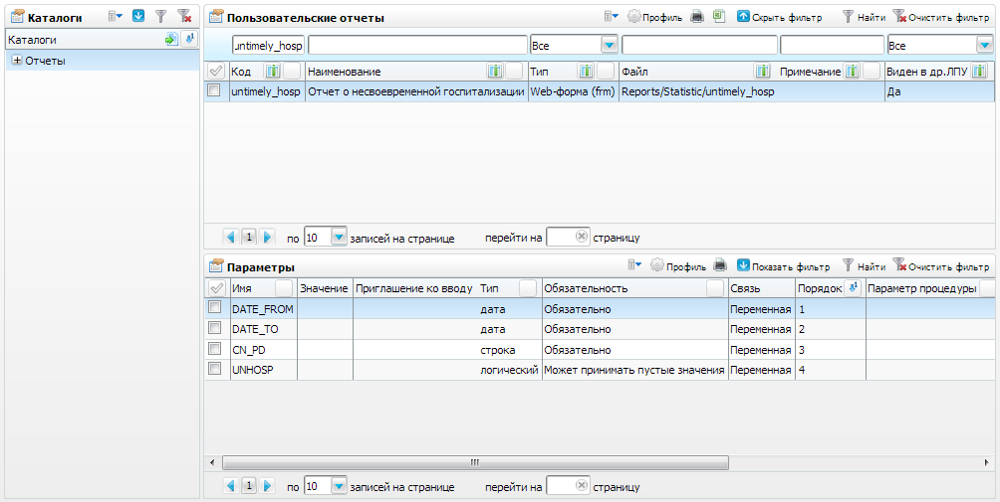 Каталоги
Каталоги
Отчеты
Пользовательские отчеты Профиль Скрыть фильтр Найти Очистить фильтр
untimely_hosp Все Все
Код Наименование Тип Файл Примечание Виден в др.ЛПУ
untimely_hosp Отчет о несвоевременной госпитализации Web-форма (frm) Reports/Statistic/untimely_hosp Да
1 по 10 записей на странице перейти на страницу
Параметры Профиль Показать фильтр Найти Очистить фильтр
Имя Значение Приглашение ко вводу Тип Обязательность Связь Порядок Параметр процедуры
DATE_FROM дата Обязательно Переменная 1
DATE_TO дата Обязательно Переменная 2
CN_PD строка Обязательно Переменная 3
UNHOSP логический Может принимать пустые значения Переменная 4
1 по 10 записей на странице перейти на страницу